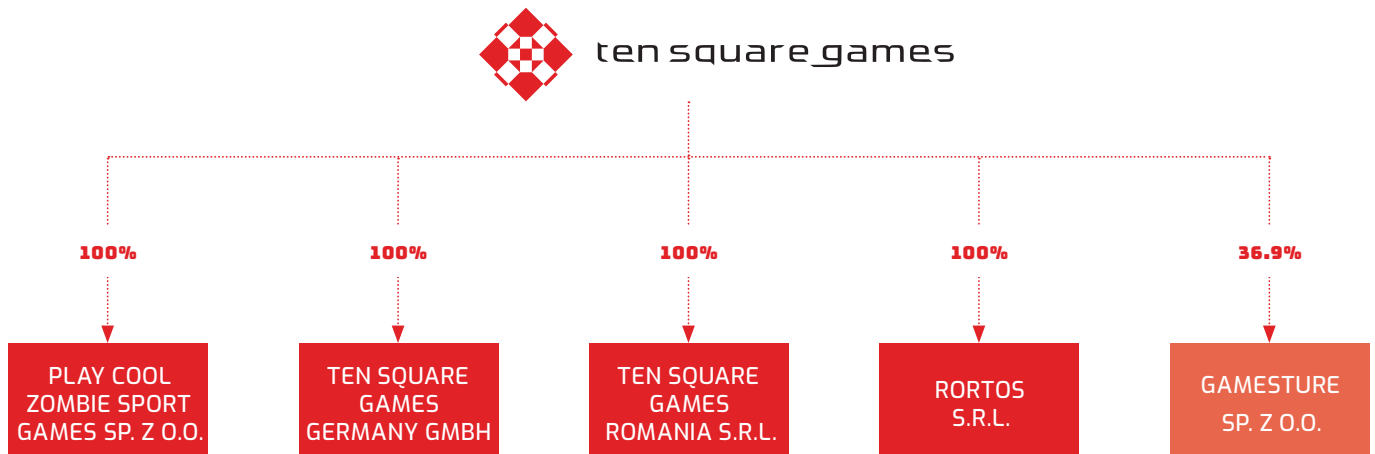 ten square games
100%
100%
100%
100%
36.9%
PLAY COOL
ZOMBIE SPORT
GAMES SP. Z O.O.
TEN SQUARE
GAMES
GERMANY GMBH
TEN SQUARE
GAMES
ROMANIA S.R.L.
RORTOS
S.R.L.
GAMESTURE
SP. Z O.O.